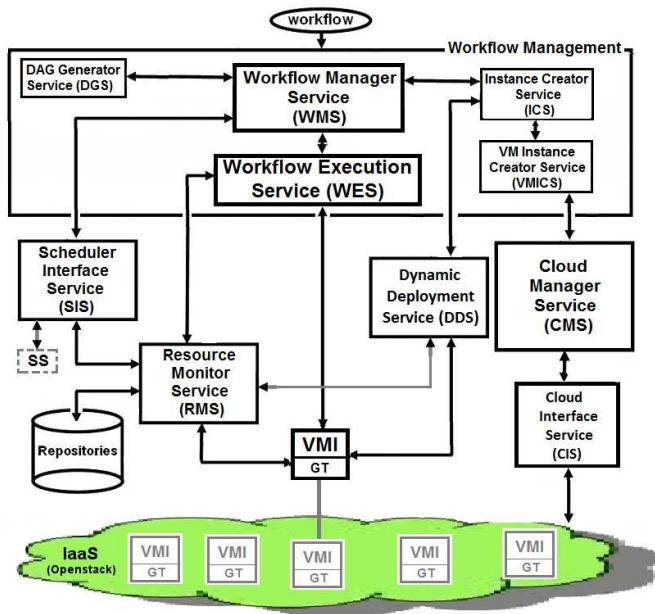 workflow
Workflow Management
DAG Generator
Service (DGS)
Workflow Manager
Service
(WMS)
Instance Creator
Service
(ICS)
VM Instance
Creator Service
(VMICS)
Workflow Execution
Service (WES)
Scheduler
Interface
Service
(SIS)
SS
Dynamic
Deployment
Service (DDS)
Cloud
Manager
Service
(CMS)
Resource
Monitor
Service
(RMS)
Repositories
Cloud
Interface
Service
(CIS)
VMI
GT
IaaS
(Openstack)
VMI
GT
VMI
GT
VMI
GT
VMI
GT
VMI
GT